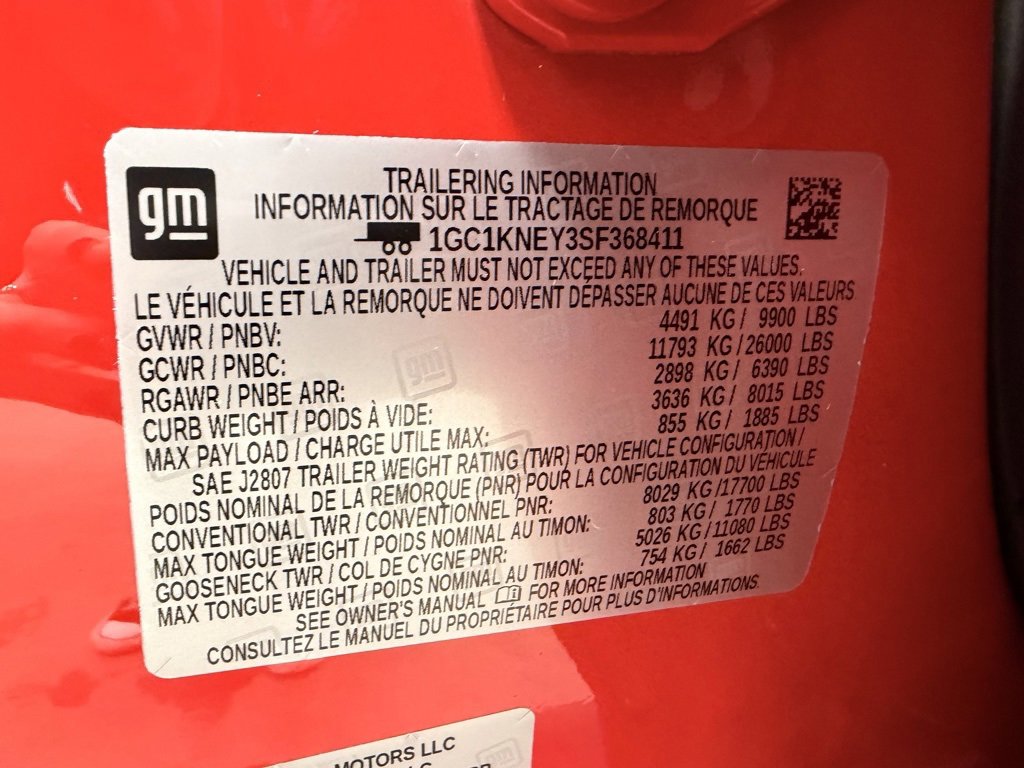 gm
TRAILERING INFORMATION
INFORMATION SUR LE TRACTAGE DE REMORQUE
1GC1KNEY3SF368411
VEHICLE AND TRAILER MUST NOT EXCEED ANY OF THESE VALUES.
LE VÉHICULE ET LA REMORQUE NE DOIVENT DÉPASSER AUCUNE DE CES VALEURS
GVWR / PNBV: 4491 KG / 9900 LBS
GCWR / PNBC: 11793 KG / 26000 LBS
RGAWR / PNBE ARR: 2898 KG / 6390 LBS
CURB WEIGHT / POIDS À VIDE: 3636 KG / 8015 LBS
MAX PAYLOAD / CHARGE UTILE MAX: 855 KG / 1885 LBS
SAE J2807 TRAILER WEIGHT RATING (TWR) FOR VEHICLE CONFIGURATION /
POIDS NOMINAL DE LA REMORQUE (PNR) POUR LA CONFIGURATION DU VÉHICULE
CONVENTIONAL TWR / CONVENTIONNEL PNR: 8029 KG /17700 LBS
MAX TONGUE WEIGHT / POIDS NOMINAL AU TIMON: 803 KG / 1770 LBS
GOOSENECK TWR / COL DE CYGNE PNR: 5026 KG /11080 LBS
MAX TONGUE WEIGHT / POIDS NOMINAL AU TIMON: 754 KG / 1662 LBS
SEE OWNER'S MANUAL FOR MORE INFORMATION
CONSULTEZ LE MANUEL DU PROPRIÉTAIRE POUR PLUS D'INFORMATIONS.
MOTORS LLC